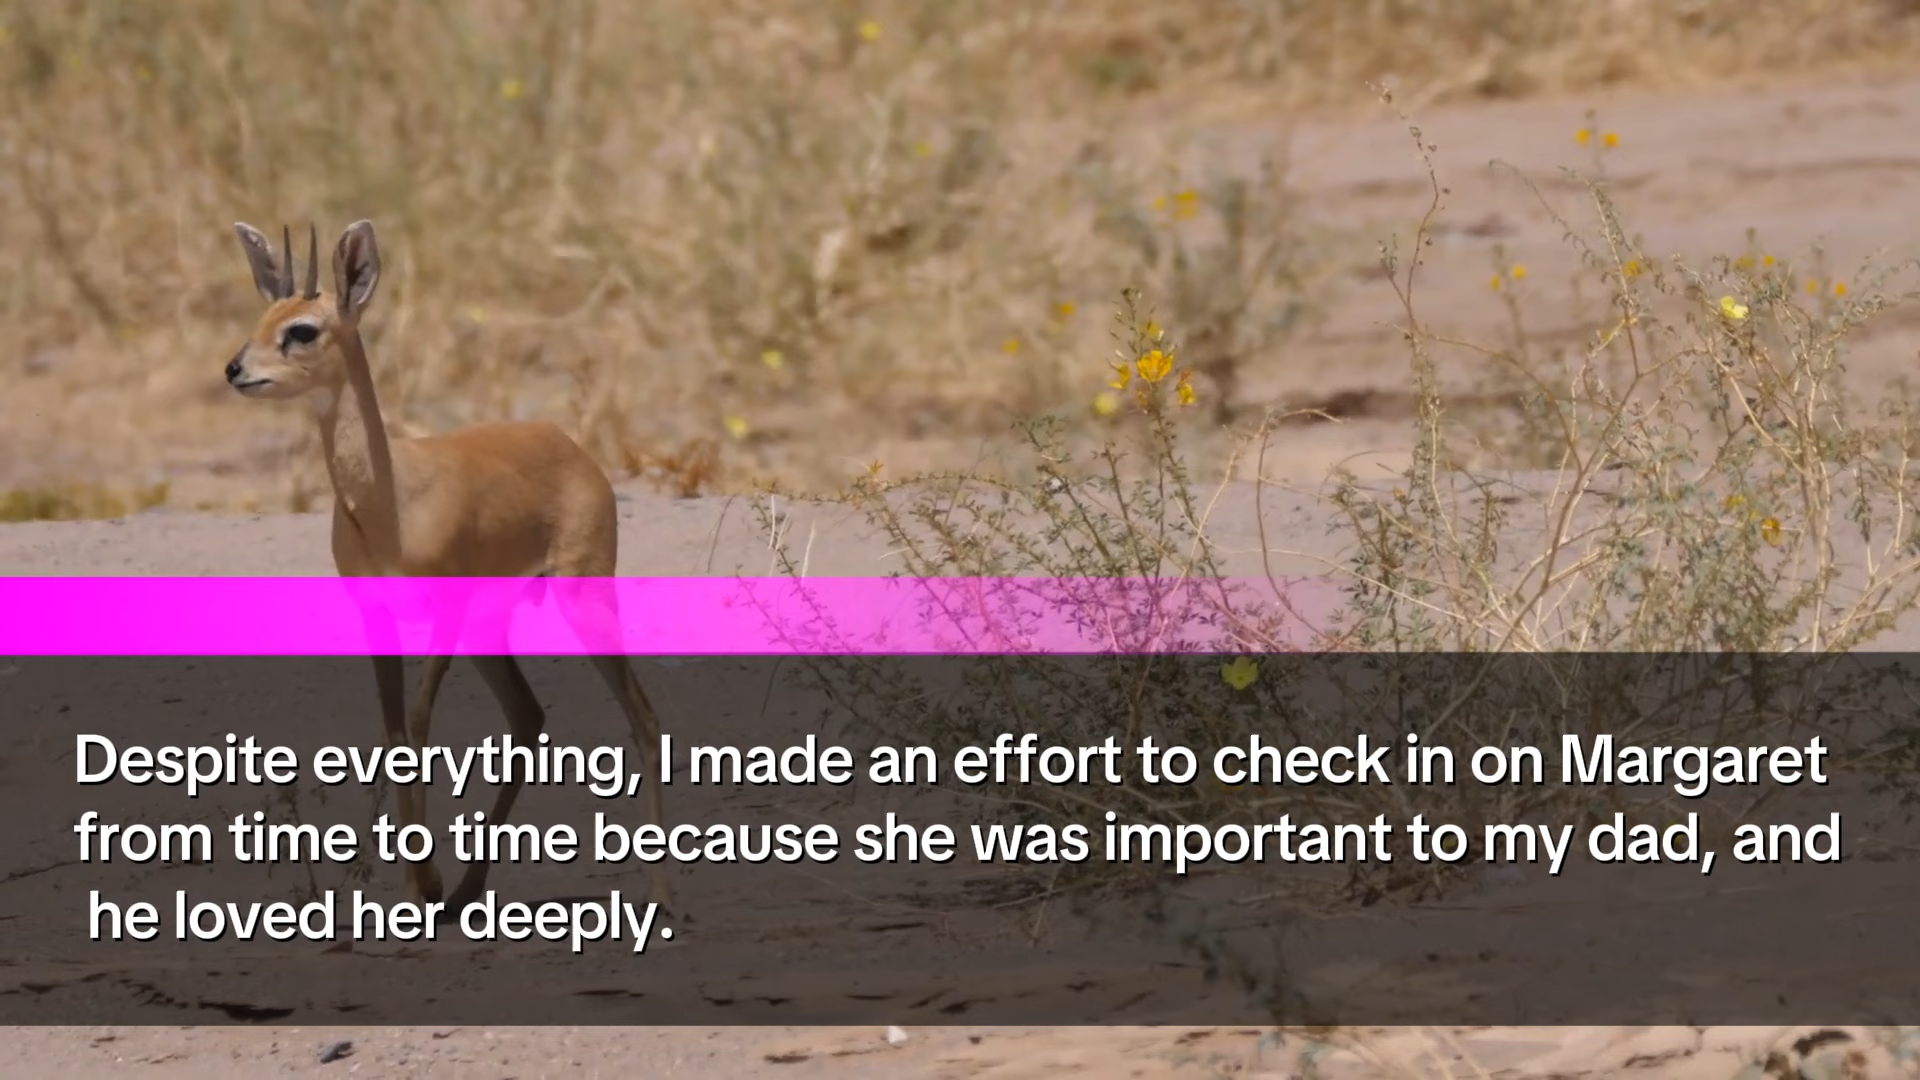 Despite everything, I made an effort to check in on Margaret
from time to time because she was important to my dad, and
he loved her deeply.